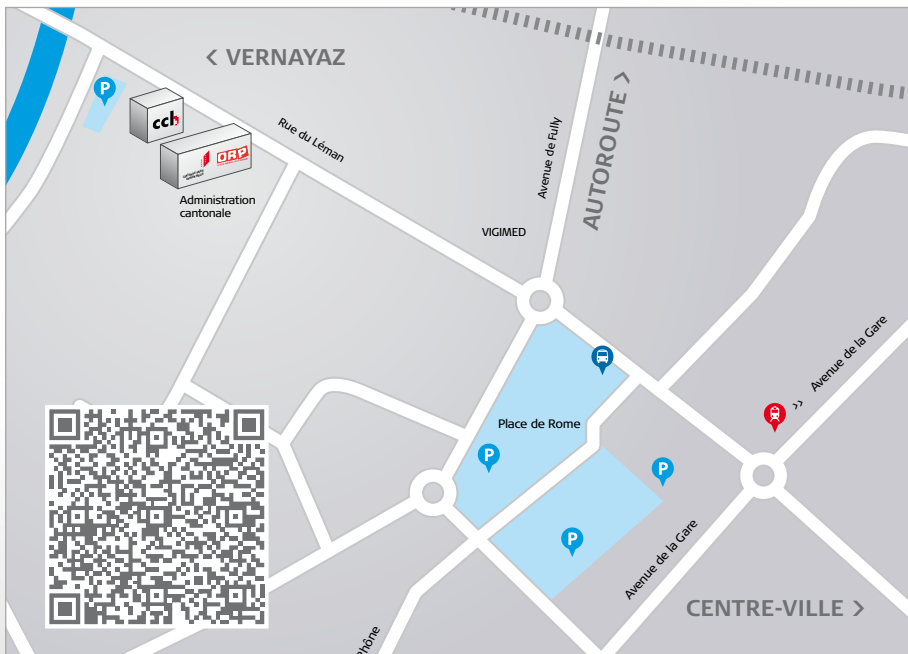 < VERNAYAZ
P
cch
ORP
Administration
cantonale
Rue du Léman
Avenue de Fully
AUTOROUTE >
VIGIMED
Avenue de la Gare
>>
Place de Rome
P
P
P
Avenue de la Gare
CENTRE-VILLE >